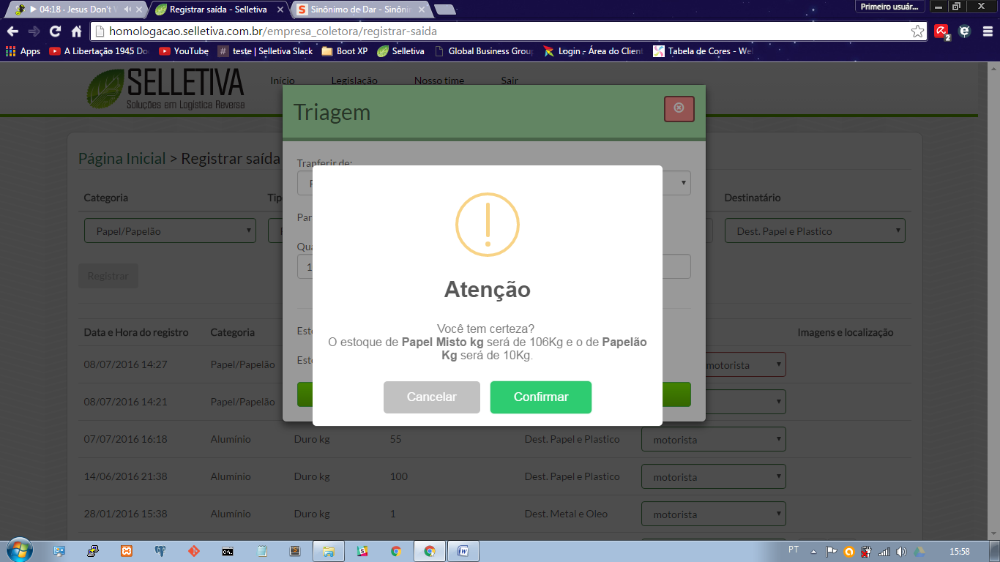 04:18 · Jesus Don't W
Registrar saída - Selletiva
Sinônimo de Dar - Sinônim
Primeiro usuár...
homologacao.selletiva.com.br/empresa_coletora/registrar-saida
Apps
A Libertação 1945 Doc
YouTube
teste | Selletiva Slack
Boot XP
Selletiva
Global Business Group
Login - Área do Client
Tabela de Cores - Web
SELLETIVA
Soluções em Logística Reversa
Início
Legislação
Nosso time
Sair
Triagem
Página Inicial > Registrar saída
Tranferir de:
Categoria
Tip
Destinatário
Papel/Papelão
Par
Dest. Papel e Plastico
Qua
1
Registrar
Atenção
Você tem certeza?
O estoque de Papel Misto kg será de 106Kg e o de Papelão
Kg será de 10Kg.
Cancelar
Confirmar
Data e Hora do registro
Categoria
Esto
Imagens e localização
08/07/2016 14:27
Papel/Papelão
Esto
motorista
08/07/2016 14:21
Papel/Papelão
07/07/2016 16:18
Alumínio
Duro kg
55
Dest. Papel e Plastico
motorista
14/06/2016 21:38
Alumínio
Duro kg
100
Dest. Papel e Plastico
motorista
28/01/2016 15:38
Alumínio
Duro kg
1
Dest. Metal e Oleo
motorista
PT
15:58